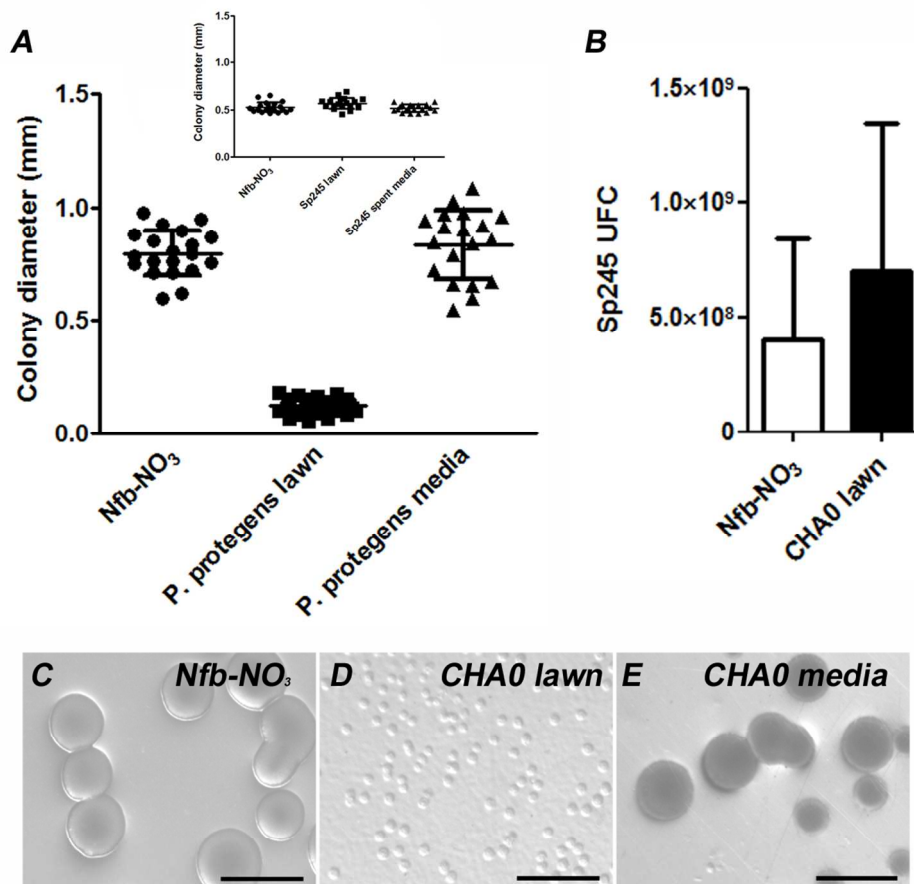 A
Colony diameter (mm)
1.5
1.0
0.5
0.0
Nfb-NO₃
P. protegens lawn
P. protegens media
Colony diameter (mm)
1.5
1.0
0.5
0.0
Nfb-NO₃
Sp245 lawn
Sp245 spent media
B
Sp245 UFC
1.5×10⁹
1.0×10⁹
5.0×10⁸
0
Nfb-NO₃
CHA0 lawn
C Nfb-NO₃
D CHA0 lawn
E CHA0 media